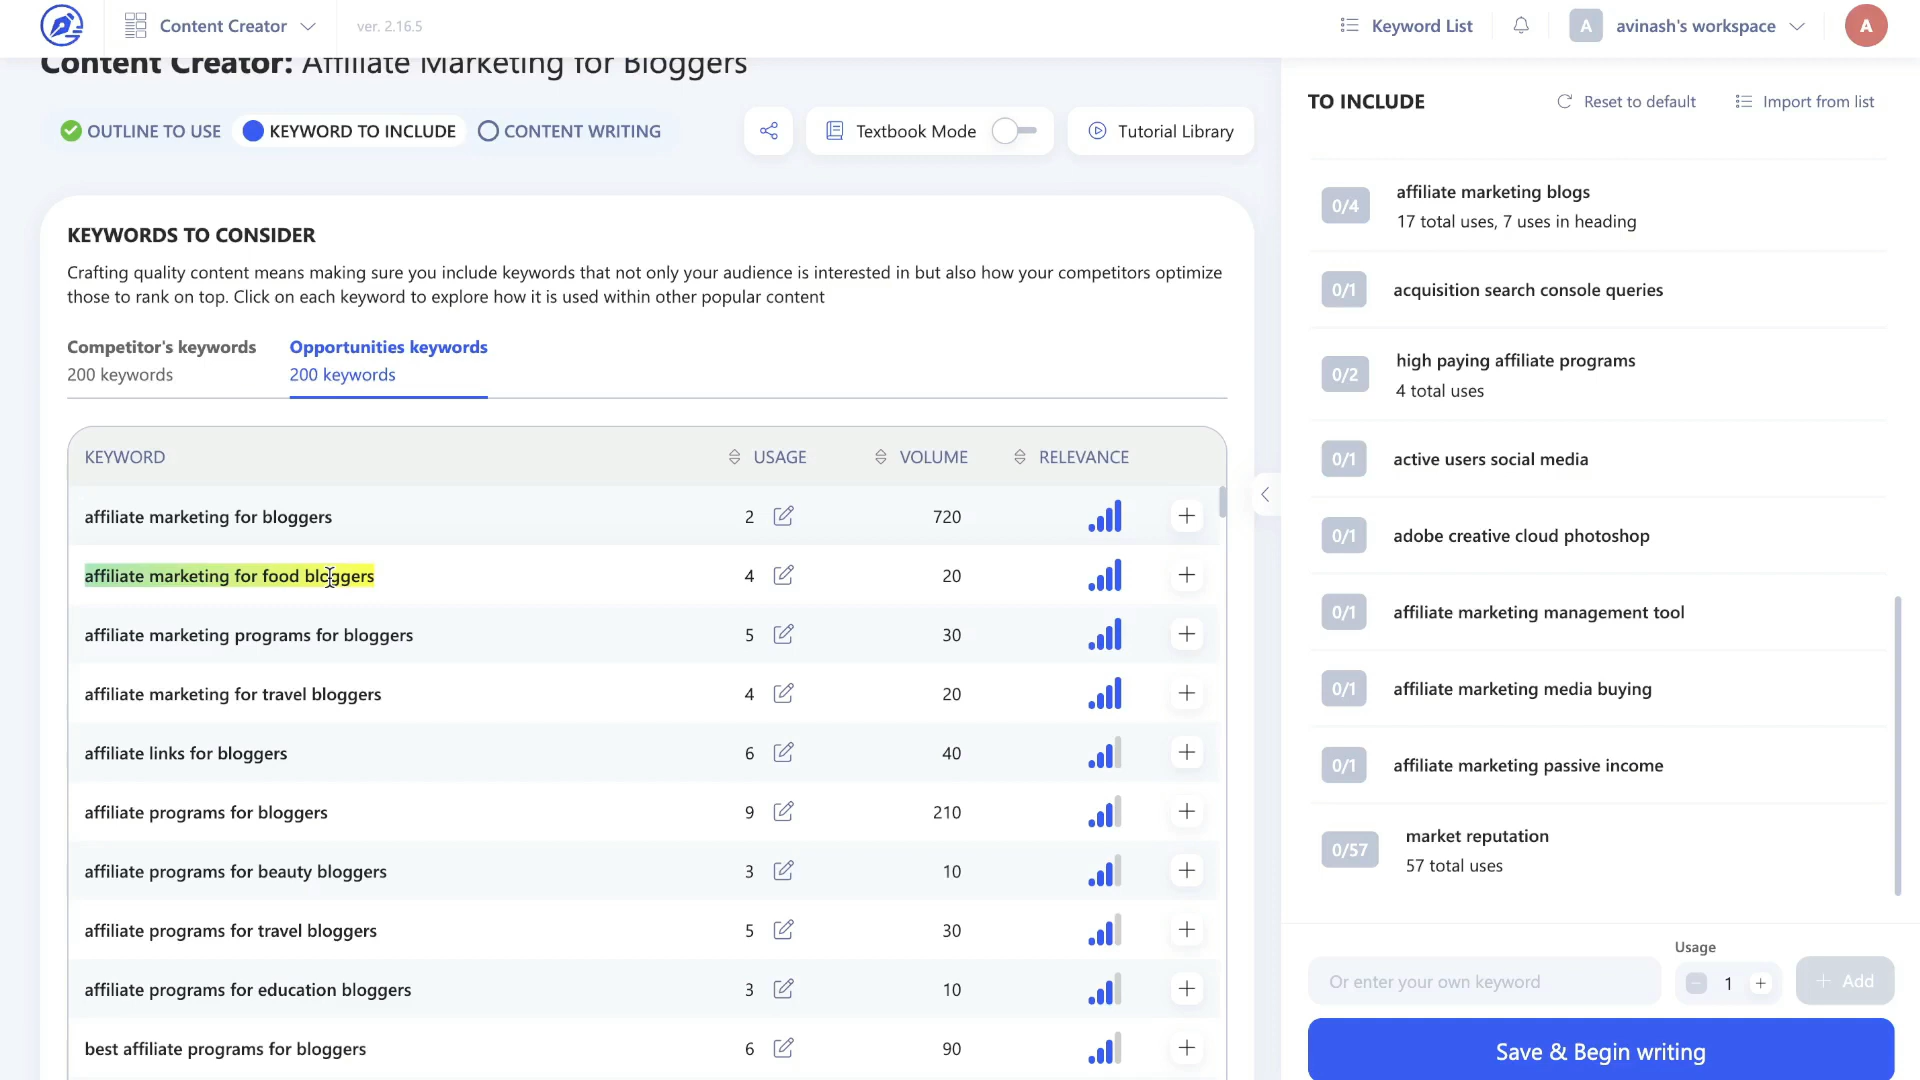 Content Creator
ver. 2.16.5
Keyword List
A
avinash's workspace
A
Content Creator: Affiliate Marketing for Bloggers
OUTLINE TO USE
KEYWORD TO INCLUDE
CONTENT WRITING
Textbook Mode
Tutorial Library
KEYWORDS TO CONSIDER
Crafting quality content means making sure you include keywords that not only your audience is interested in but also how your competitors optimize
those to rank on top. Click on each keyword to explore how it is used within other popular content
Competitor's keywords
200 keywords
Opportunities keywords
200 keywords
KEYWORD USAGE VOLUME RELEVANCE
affiliate marketing for bloggers 2 720
affiliate marketing for food bloggers 4 20
affiliate marketing programs for bloggers 5 30
affiliate marketing for travel bloggers 4 20
affiliate links for bloggers 6 40
affiliate programs for bloggers 9 210
affiliate programs for beauty bloggers 3 10
affiliate programs for travel bloggers 5 30
affiliate programs for education bloggers 3 10
best affiliate programs for bloggers 6 90
TO INCLUDE
Reset to default
Import from list
0/4
affiliate marketing blogs
17 total uses, 7 uses in heading
0/1
acquisition search console queries
0/2
high paying affiliate programs
4 total uses
0/1
active users social media
0/1
adobe creative cloud photoshop
0/1
affiliate marketing management tool
0/1
affiliate marketing media buying
0/1
affiliate marketing passive income
0/57
market reputation
57 total uses
Usage
Or enter your own keyword
1
+ Add
Save & Begin writing